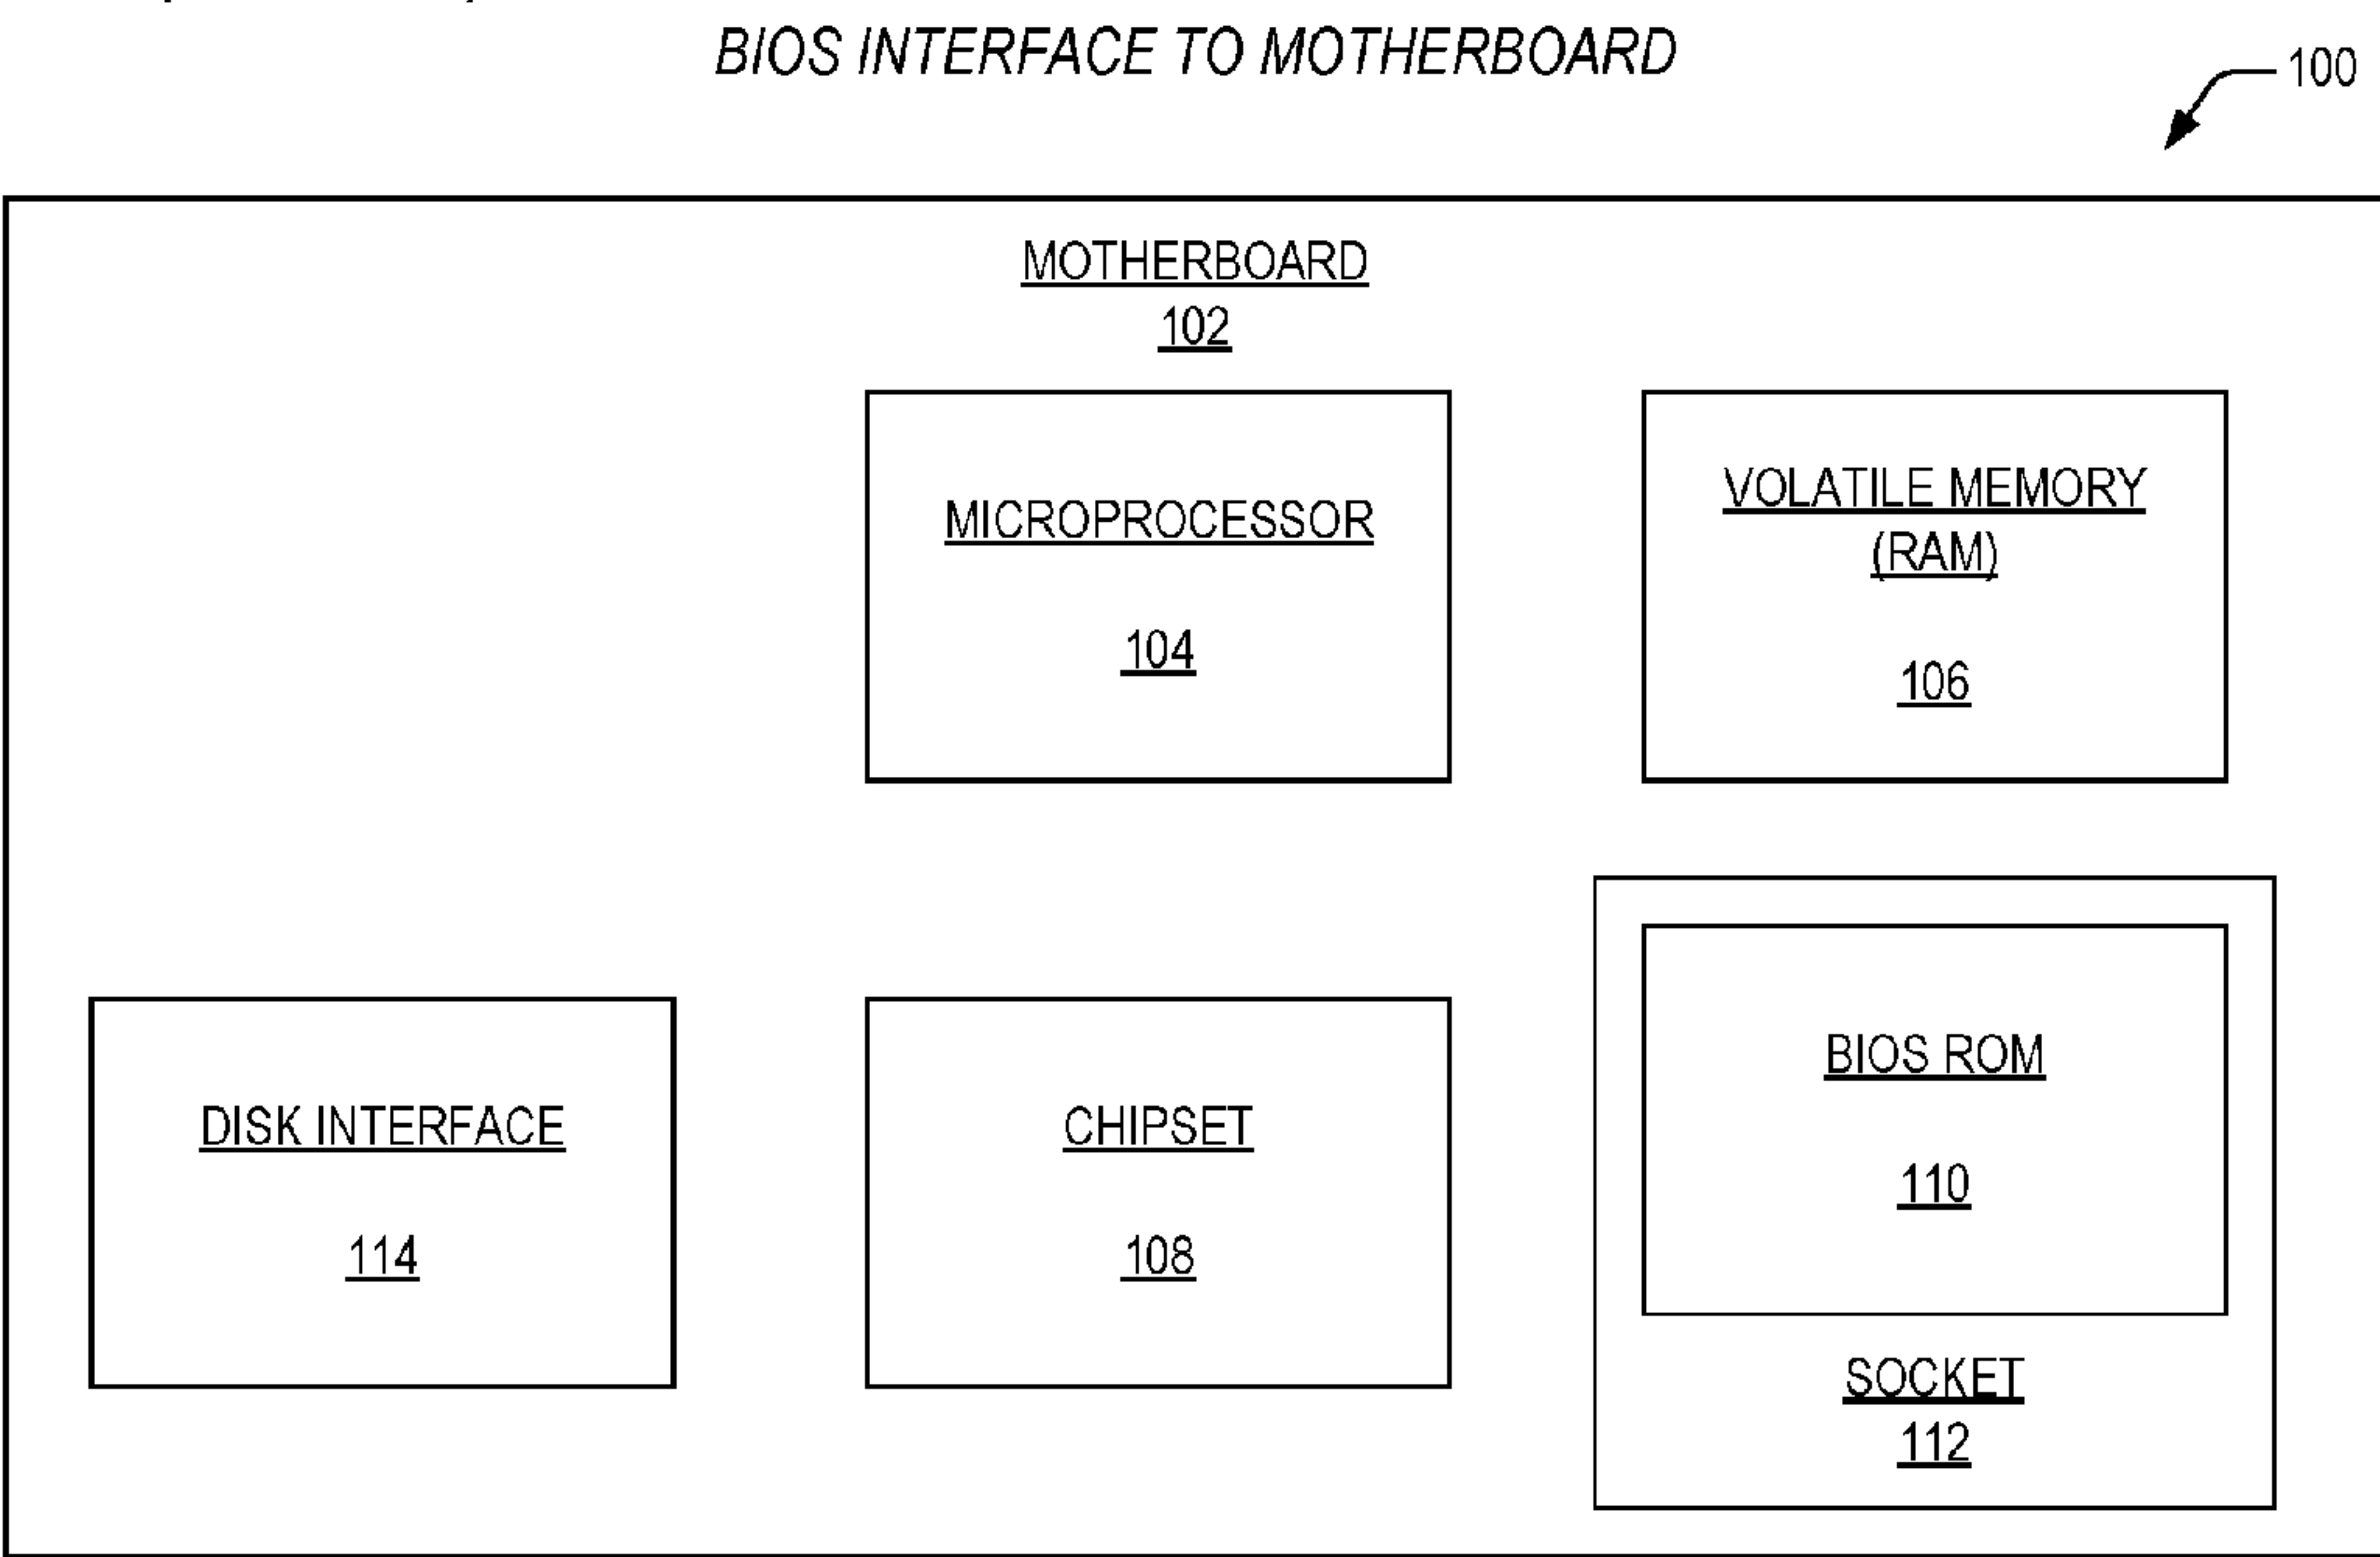 BIOS INTERFACE TO MOTHERBOARD
100
MOTHERBOARD
102
MICROPROCESSOR
104
VOLATILE MEMORY
(RAM)
106
DISK INTERFACE
114
CHIPSET
108
BIOS ROM
110
SOCKET
112